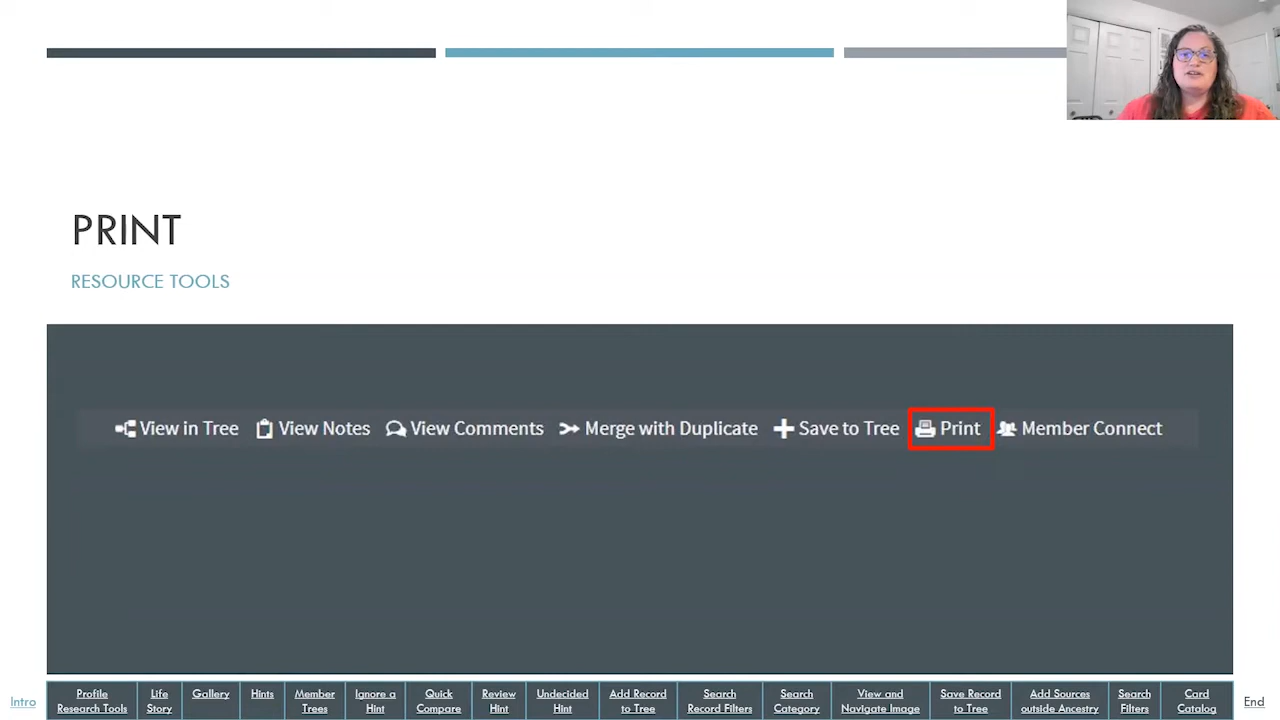 PRINT
RESOURCE TOOLS
View in Tree View Notes View Comments Merge with Duplicate Save to Tree Print Member Connect
Intro
Profile
Research Tools
Life
Story
Gallery
Hints
Member
Trees
Ignore a
Hint
Quick
Compare
Review
Hint
Undecided
Hint
Add Record
to Tree
Search
Record Filters
Search
Category
View and
Navigate Image
Save Record
to Tree
Add Sources
outside Ancestry
Search
Filters
Card
Catalog
End